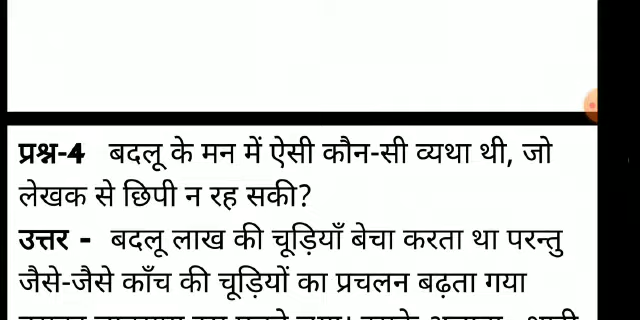 प्रश्न-4 बदलू के मन में ऐसी कौन-सी व्यथा थी, जो
लेखक से छिपी न रह सकी?
उत्तर - बदलू लाख की चूड़ियाँ बेचा करता था परन्तु
जैसे-जैसे काँच की चूड़ियों का प्रचलन बढ़ता गया